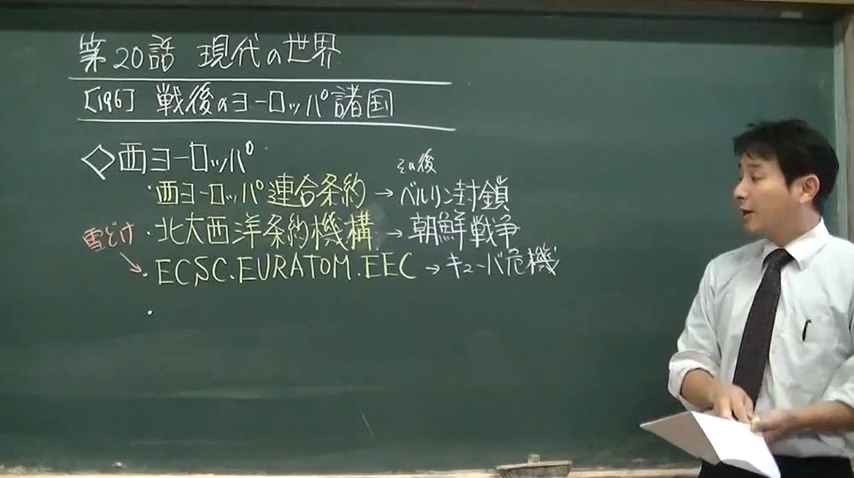 第20話 現代の世界
[196] 戦後のヨーロッパ諸国
◇西ヨーロッパ
その後
・西ヨーロッパ連合条約→ベルリン封鎖
雪どけ
・北大西洋条約機構→朝鮮戦争
・ECSC.EURATOM.EEC→キューバ危機
・